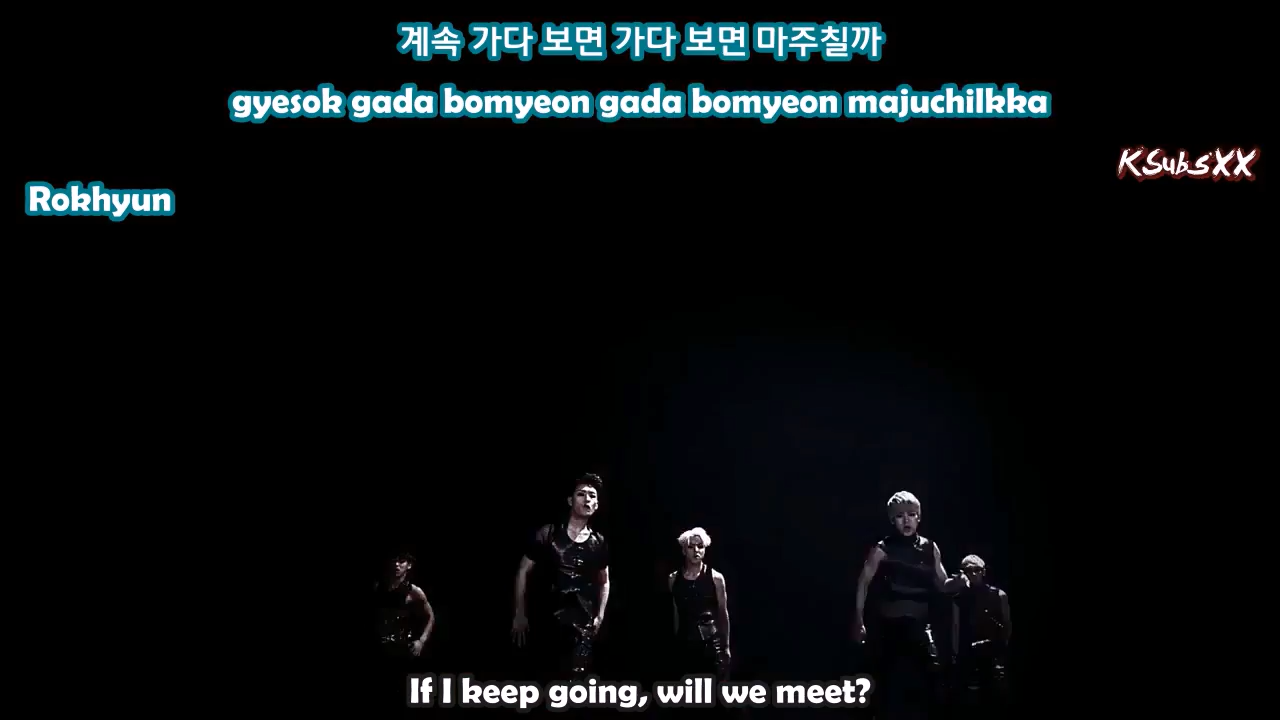 계속 가다 보면 가다 보면 마주칠까
gyesok gada bomyeon gada bomyeon majuchilkka
KSubsXX
Rokhyun
If I keep going, will we meet?